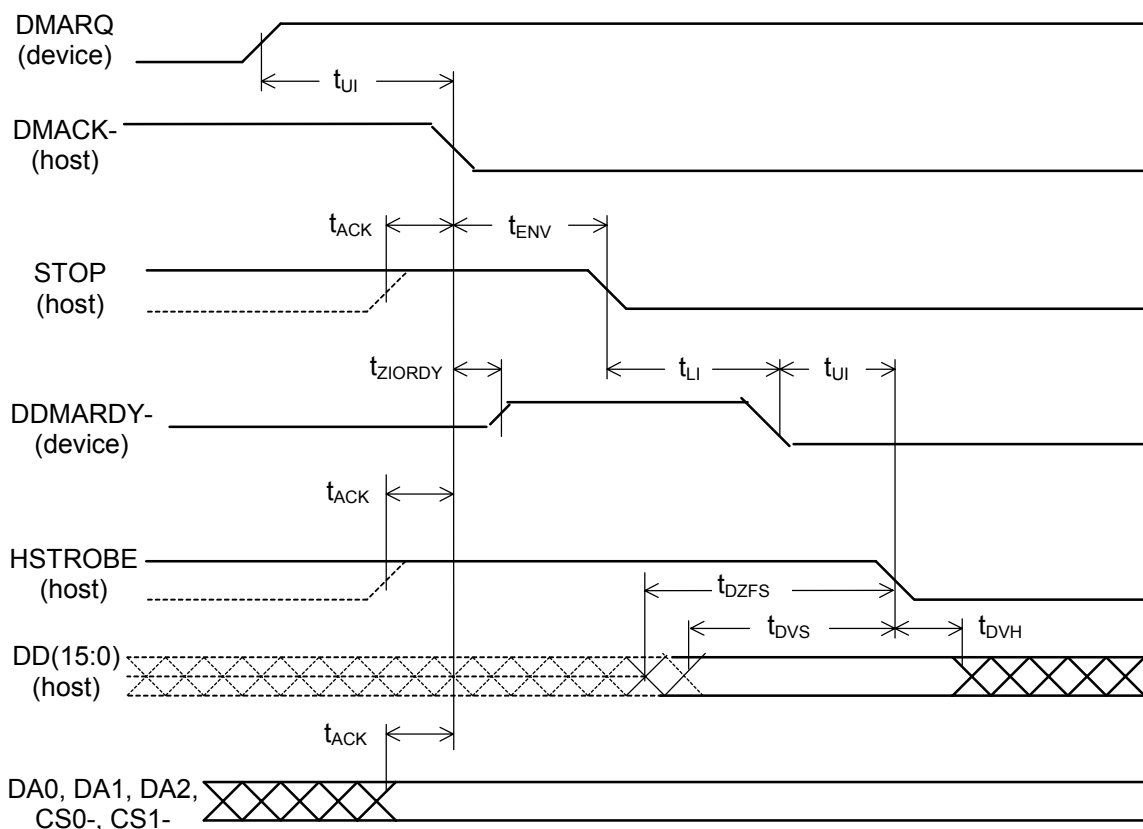 DMARQ
(device)
tUI
DMACK-
(host)
tACK
tENV
STOP
(host)
tZIORDY
tLI
tUI
DDMARDY-
(device)
tACK
HSTROBE
(host)
tDZFS
tDVS
tDVH
DD(15:0)
(host)
tACK
DA0, DA1, DA2,
CS0-, CS1-